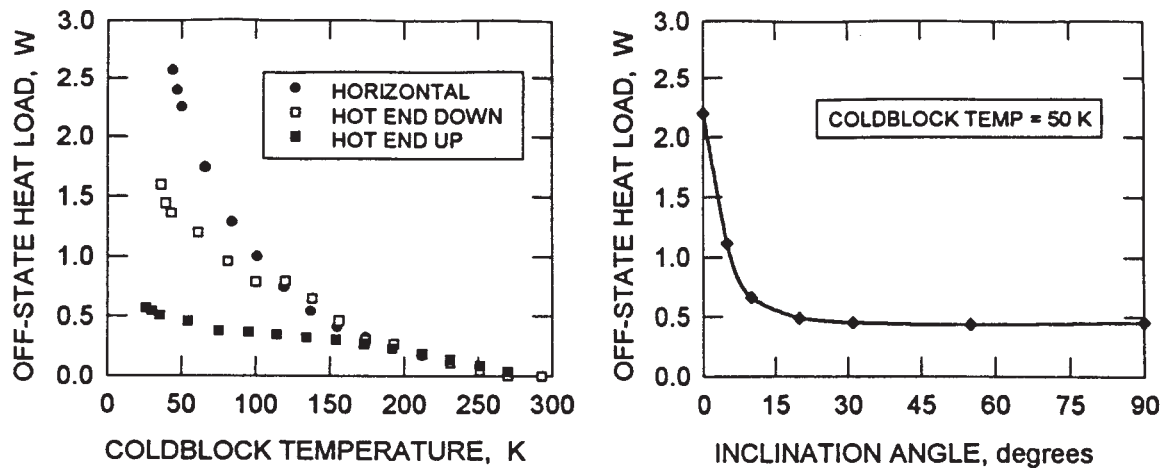 OFF-STATE HEAT LOAD, W
3.0
2.5
2.0
1.5
1.0
0.5
0.0
HORIZONTAL
HOT END DOWN
HOT END UP
0 50 100 150 200 250 300
COLDBLOCK TEMPERATURE, K
OFF-STATE HEAT LOAD, W
3.0
2.5
2.0
1.5
1.0
0.5
0.0
COLDBLOCK TEMP = 50 K
0 15 30 45 60 75 90
INCLINATION ANGLE, degrees